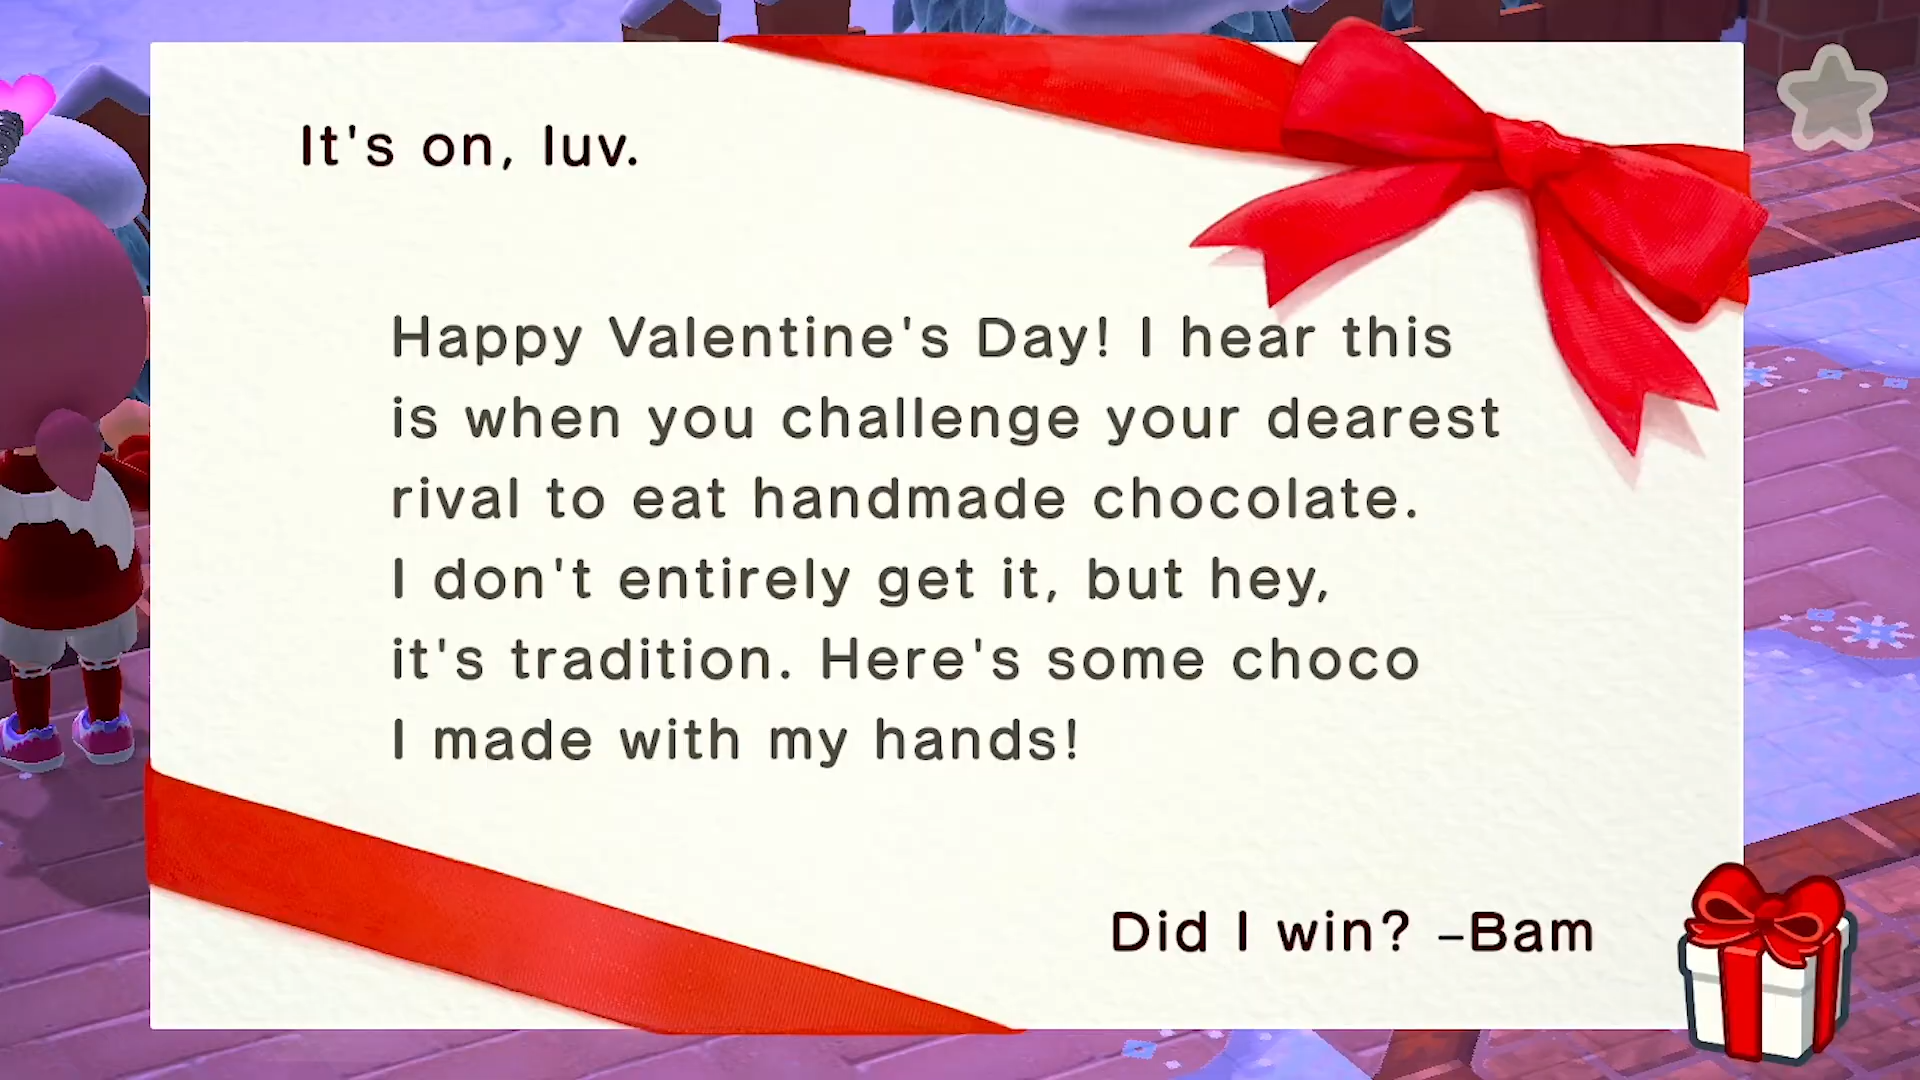 It's on, luv.
Happy Valentine's Day! I hear this
is when you challenge your dearest
rival to eat handmade chocolate.
I don't entirely get it, but hey,
it's tradition. Here's some choco
I made with my hands!
Did I win? –Bam